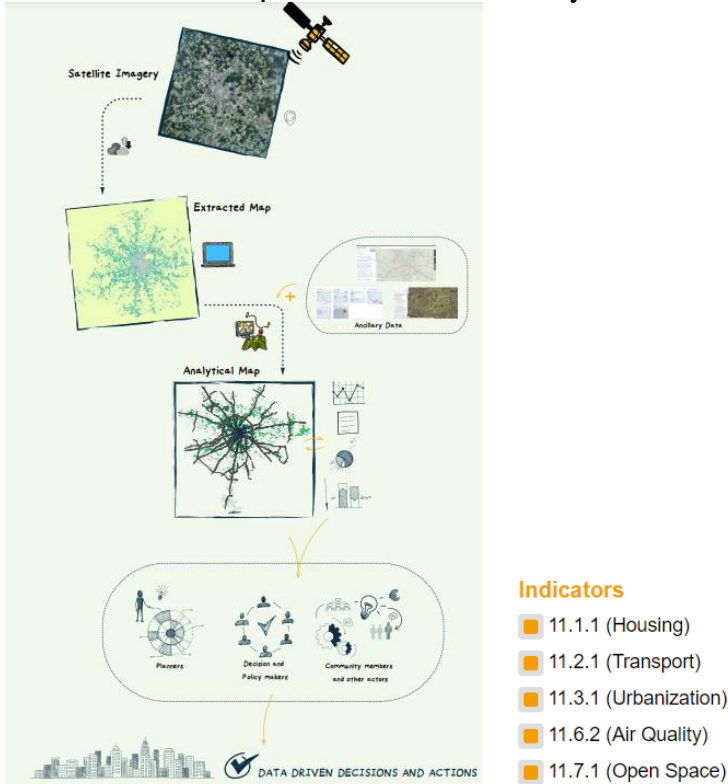 Satellite Imagery
Extracted Map
Ancillary Data
Analytical Map
Planners
Decision and
Policy makers
Community members
and other actors
DATA DRIVEN DECISIONS AND ACTIONS
Indicators
11.1.1 (Housing)
11.2.1 (Transport)
11.3.1 (Urbanization)
11.6.2 (Air Quality)
11.7.1 (Open Space)